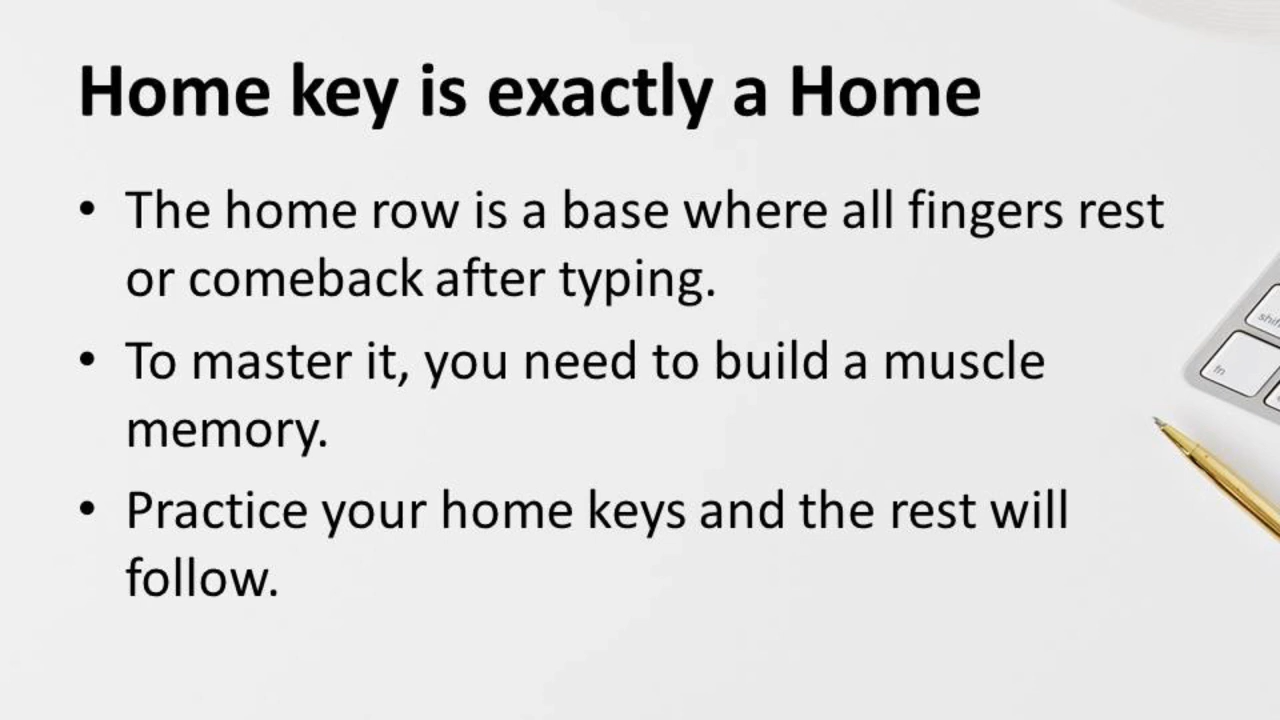 Home key is exactly a Home
• The home row is a base where all fingers rest
or comeback after typing.
• To master it, you need to build a muscle
memory.
• Practice your home keys and the rest will
follow.
fn